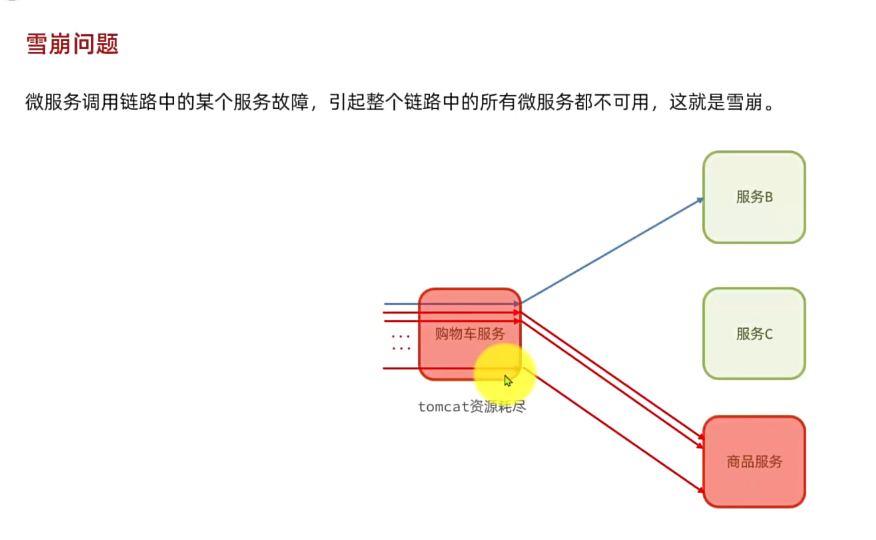 雪崩问题
微服务调用链路中的某个服务故障，引起整个链路中的所有微服务都不可用，这就是雪崩。
服务B
购物车服务
服务C
...
...
tomcat资源耗尽
商品服务